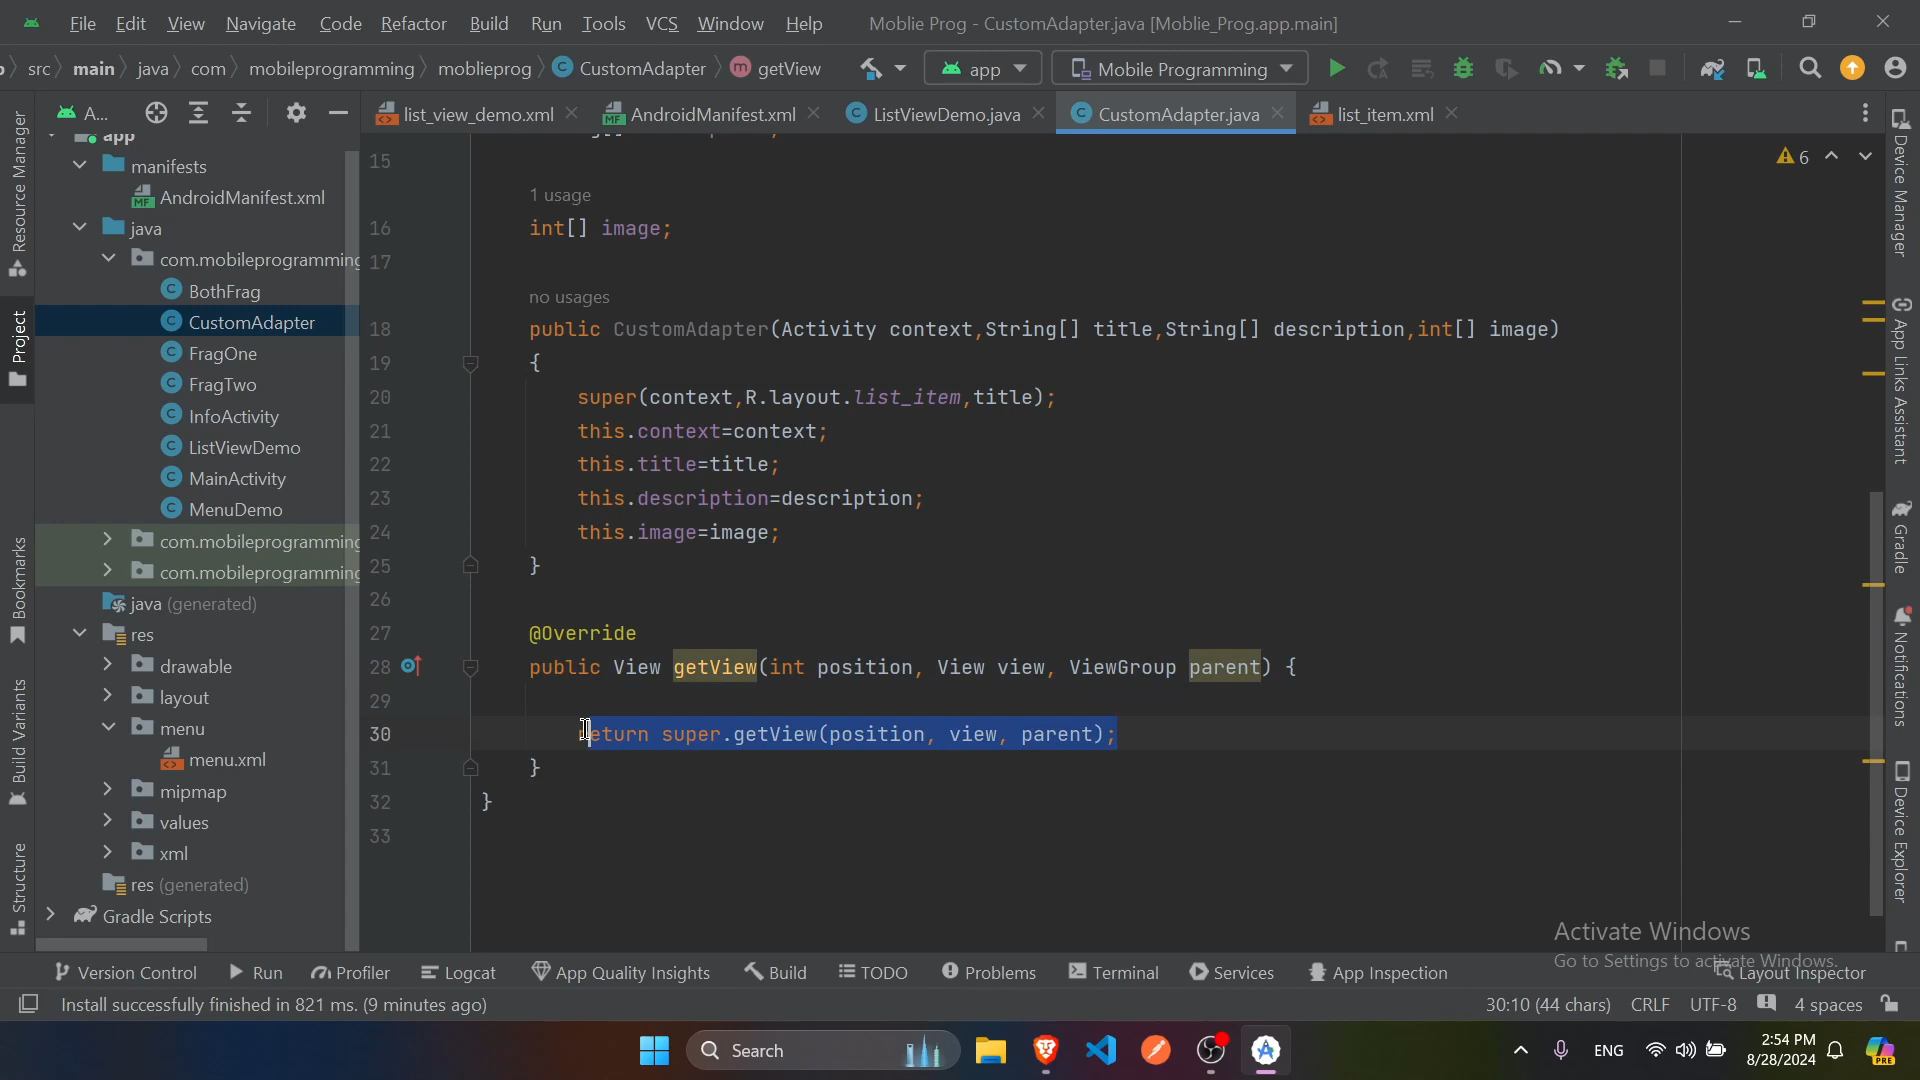 File Edit View Navigate Code Refactor Build Run Tools VCS Window Help Moblie Prog - CustomAdapter.java [Moblie_Prog.app.main]
src main java com mobileprogramming moblieprog CustomAdapter getView app Mobile Programming
A... list_view_demo.xml AndroidManifest.xml ListViewDemo.java CustomAdapter.java list_item.xml
Resource Manager
Project
Bookmarks
Build Variants
Structure
app
manifests
AndroidManifest.xml
java
com.mobileprogramming
BothFrag
CustomAdapter
FragOne
FragTwo
InfoActivity
ListViewDemo
MainActivity
MenuDemo
com.mobileprogramming
com.mobileprogramming
java (generated)
res
drawable
layout
menu
menu.xml
mipmap
values
xml
res (generated)
Gradle Scripts
6
15
1 usage
16 int[] image;
17
no usages
18 public CustomAdapter(Activity context,String[] title,String[] description,int[] image)
19 {
20 super(context,R.layout.list_item,title);
21 this.context=context;
22 this.title=title;
23 this.description=description;
24 this.image=image;
25 }
26
27 @Override
28 public View getView(int position, View view, ViewGroup parent) {
29
30 return super.getView(position, view, parent);
31 }
32 }
33
Device Manager
App Links Assistant
Gradle
Notifications
Device Explorer
Activate Windows
Go to Settings to activate Windows.
Version Control Run Profiler Logcat App Quality Insights Build TODO Problems Terminal Services App Inspection Layout Inspector
Install successfully finished in 821 ms. (9 minutes ago) 30:10 (44 chars) CRLF UTF-8 4 spaces
Search ENG 2:54 PM
8/28/2024
PRE